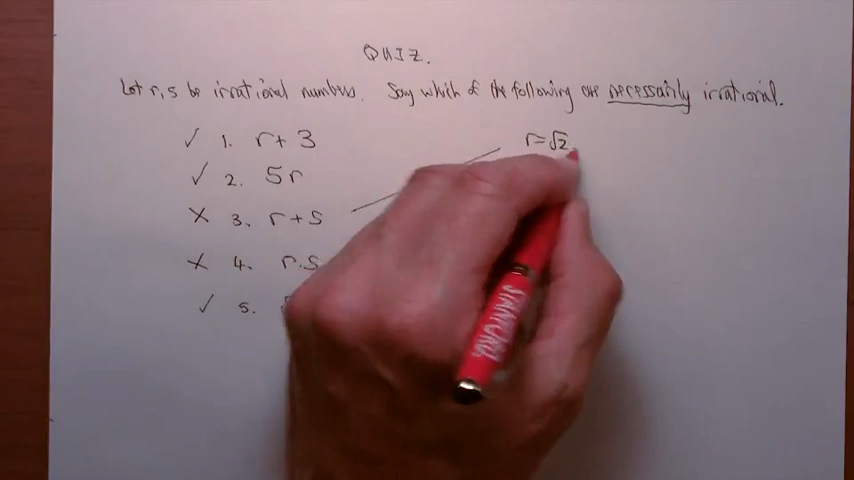 QUIZ.
Let r, s be irrational numbers. Say which of the following are necessarily irrational.
✓ 1. r + 3
r = √2
✓ 2. 5r
✗ 3. r + s
✗ 4. r.s
✓ 5.
STANFORD